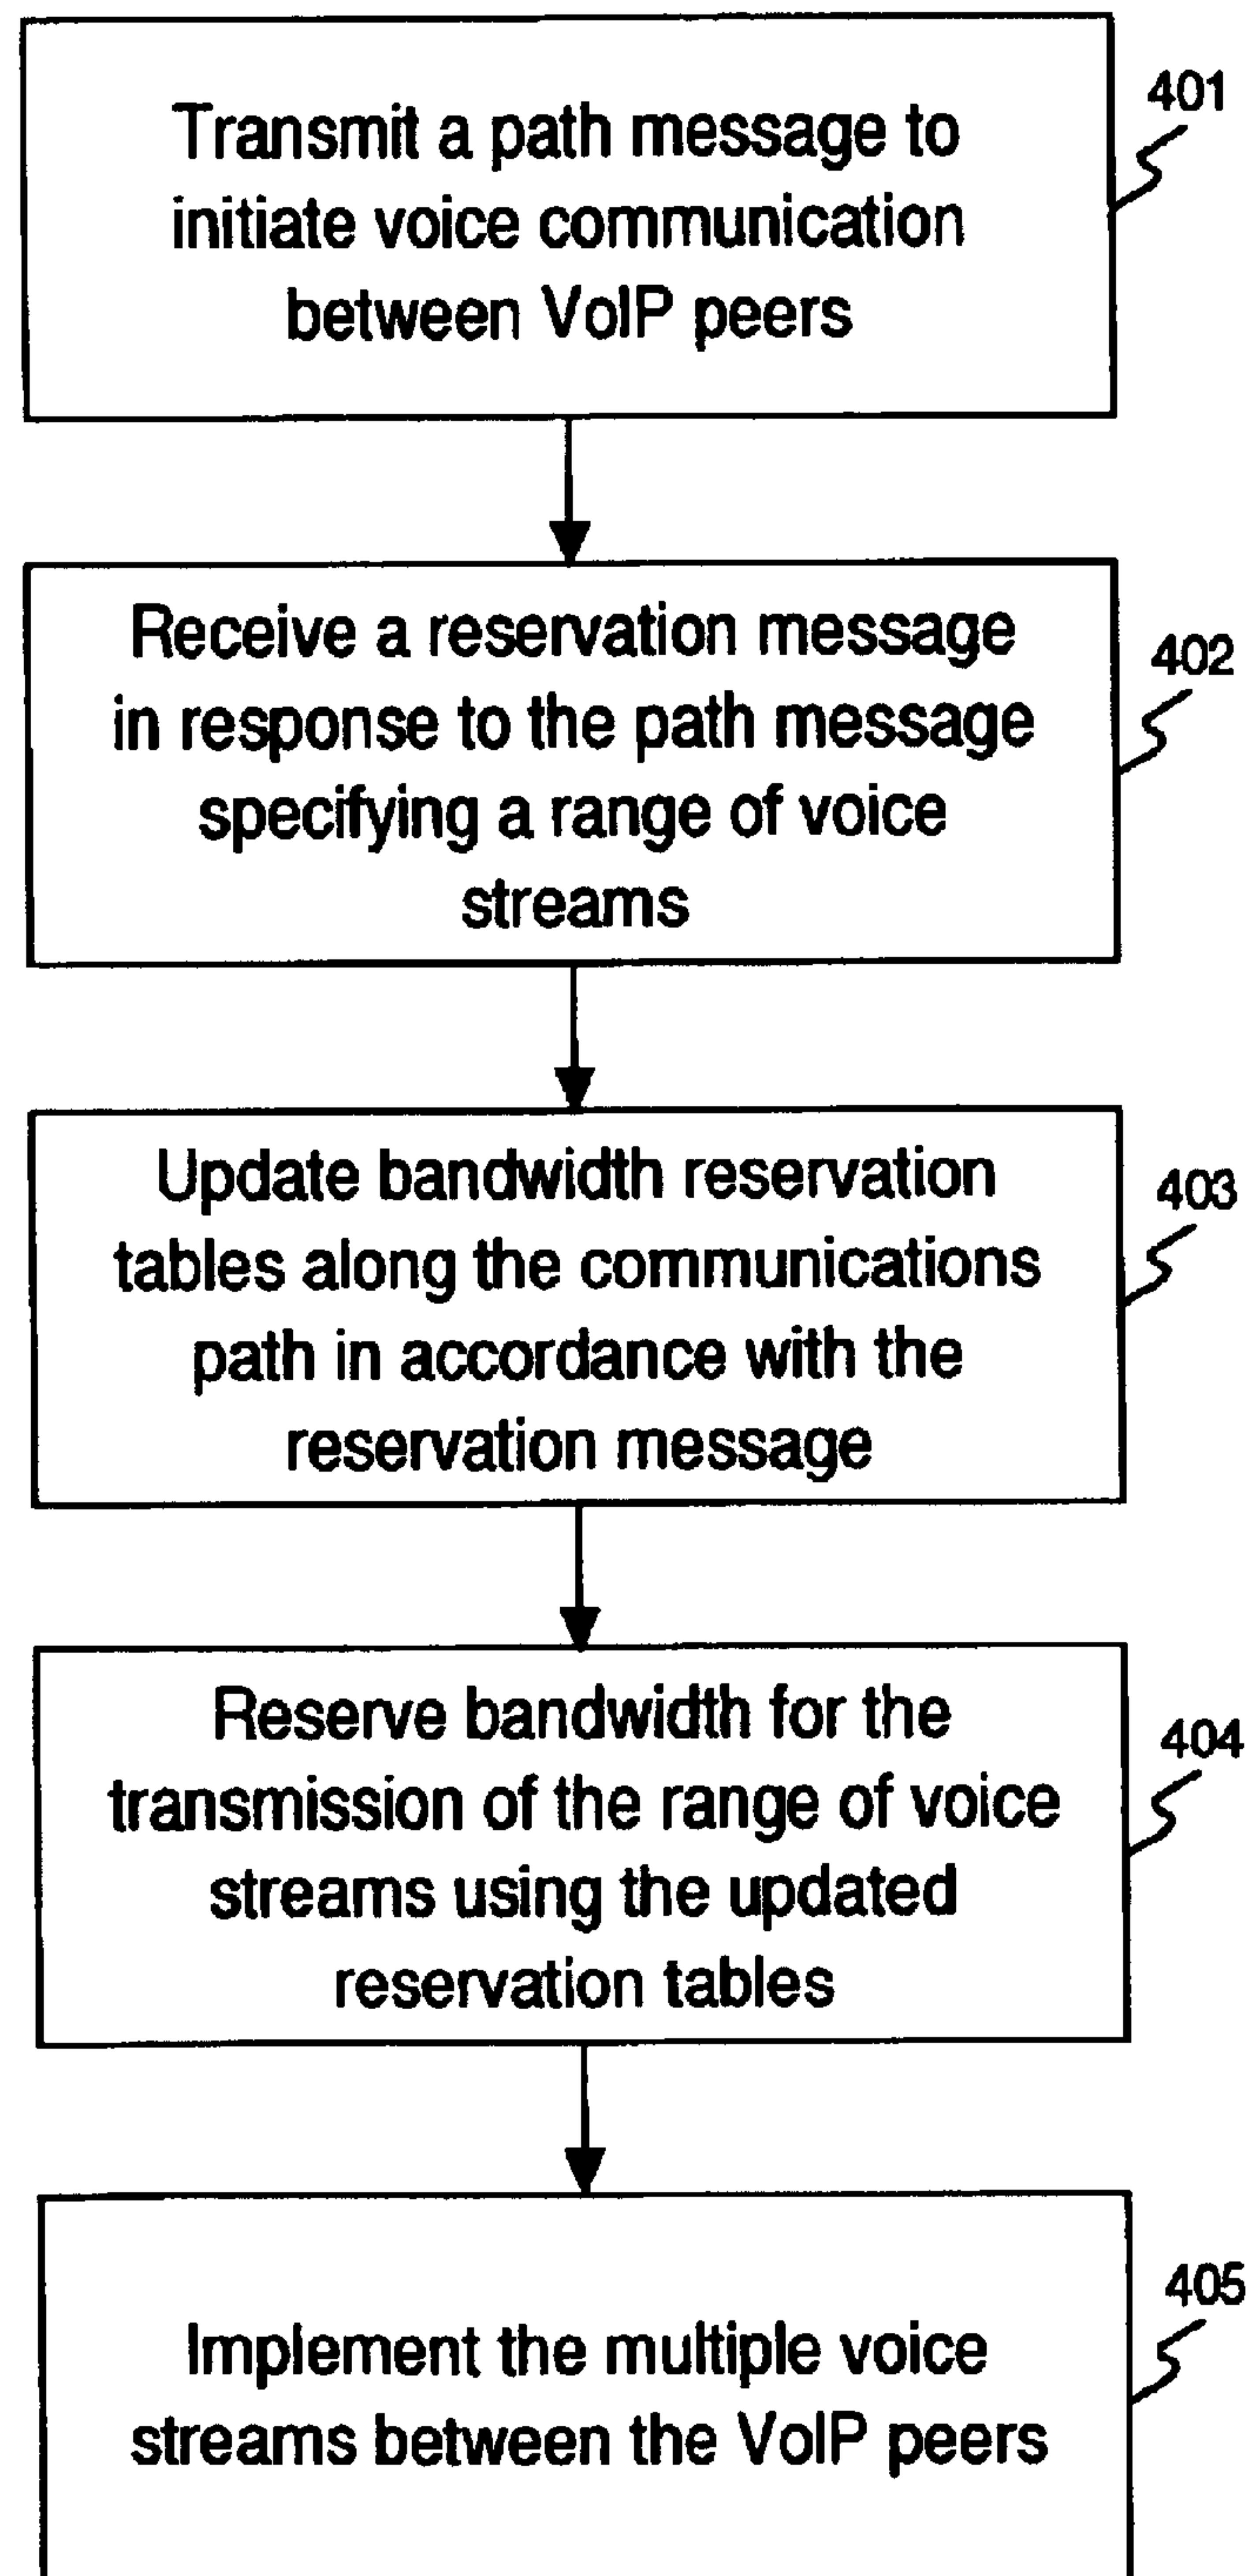 Transmit a path message to
initiate voice communication
between VoIP peers
401
Receive a reservation message
in response to the path message
specifying a range of voice
streams
402
Update bandwidth reservation
tables along the communications
path in accordance with the
reservation message
403
Reserve bandwidth for the
transmission of the range of voice
streams using the updated
reservation tables
404
Implement the multiple voice
streams between the VoIP peers
405